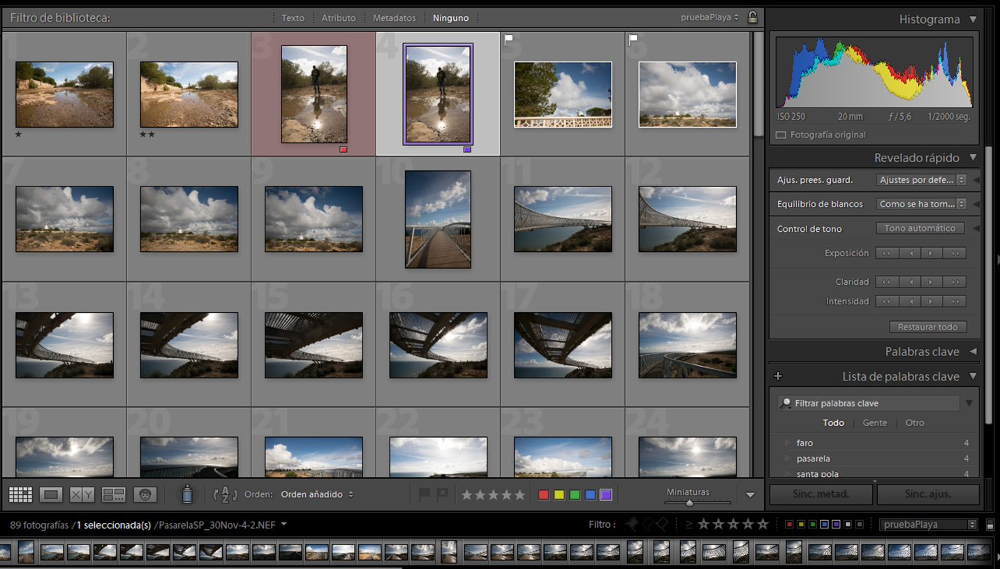 Filtro de biblioteca: Texto Atributo Metadatos Ninguno pruebaPlaya
Histograma
1 2 3 4 5 6
ISO 250 20 mm ƒ / 5,6 1/2000 seg.
Fotografía original
Revelado rápido
7 8 9 10 11 12
Ajus. prees. guard. Ajustes por defe...
Equilibrio de blancos Como se ha tom...
Control de tono Tono automático
Exposición
Claridad
Intensidad
13 14 15 16 17 18
Restaurar todo
Palabras clave
Lista de palabras clave
Filtrar palabras clave
Todo Gente Otro
19 20 21 22 23 24
faro 4
pasarela 4
santa pola 4
X Y A Z Orden: Orden añadido Miniaturas
Sinc. metad. Sinc. ajus.
89 fotografías / 1 seleccionada(s) / PasarelaSP_30Nov-4-2.NEF Filtro : ≥ pruebaPlaya